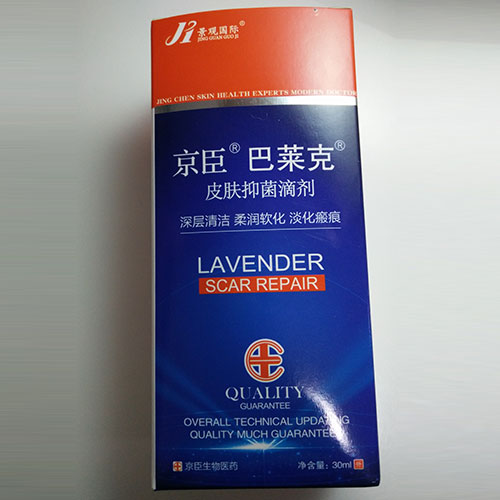 Ji 景观国际®
JING GUAN GUO JI
JING CHEN SKIN HEALTH EXPERTS MODERN DOCTOR
京臣® 巴莱克®
皮肤抑菌滴剂
深层清洁 柔润软化 淡化瘢痕
LAVENDER
SCAR REPAIR
QUALITY
GUARANTEE
OVERALL TECHNICAL UPDATING
QUALITY MUCH GUARANTEE
京臣生物医药 净含量：30ml